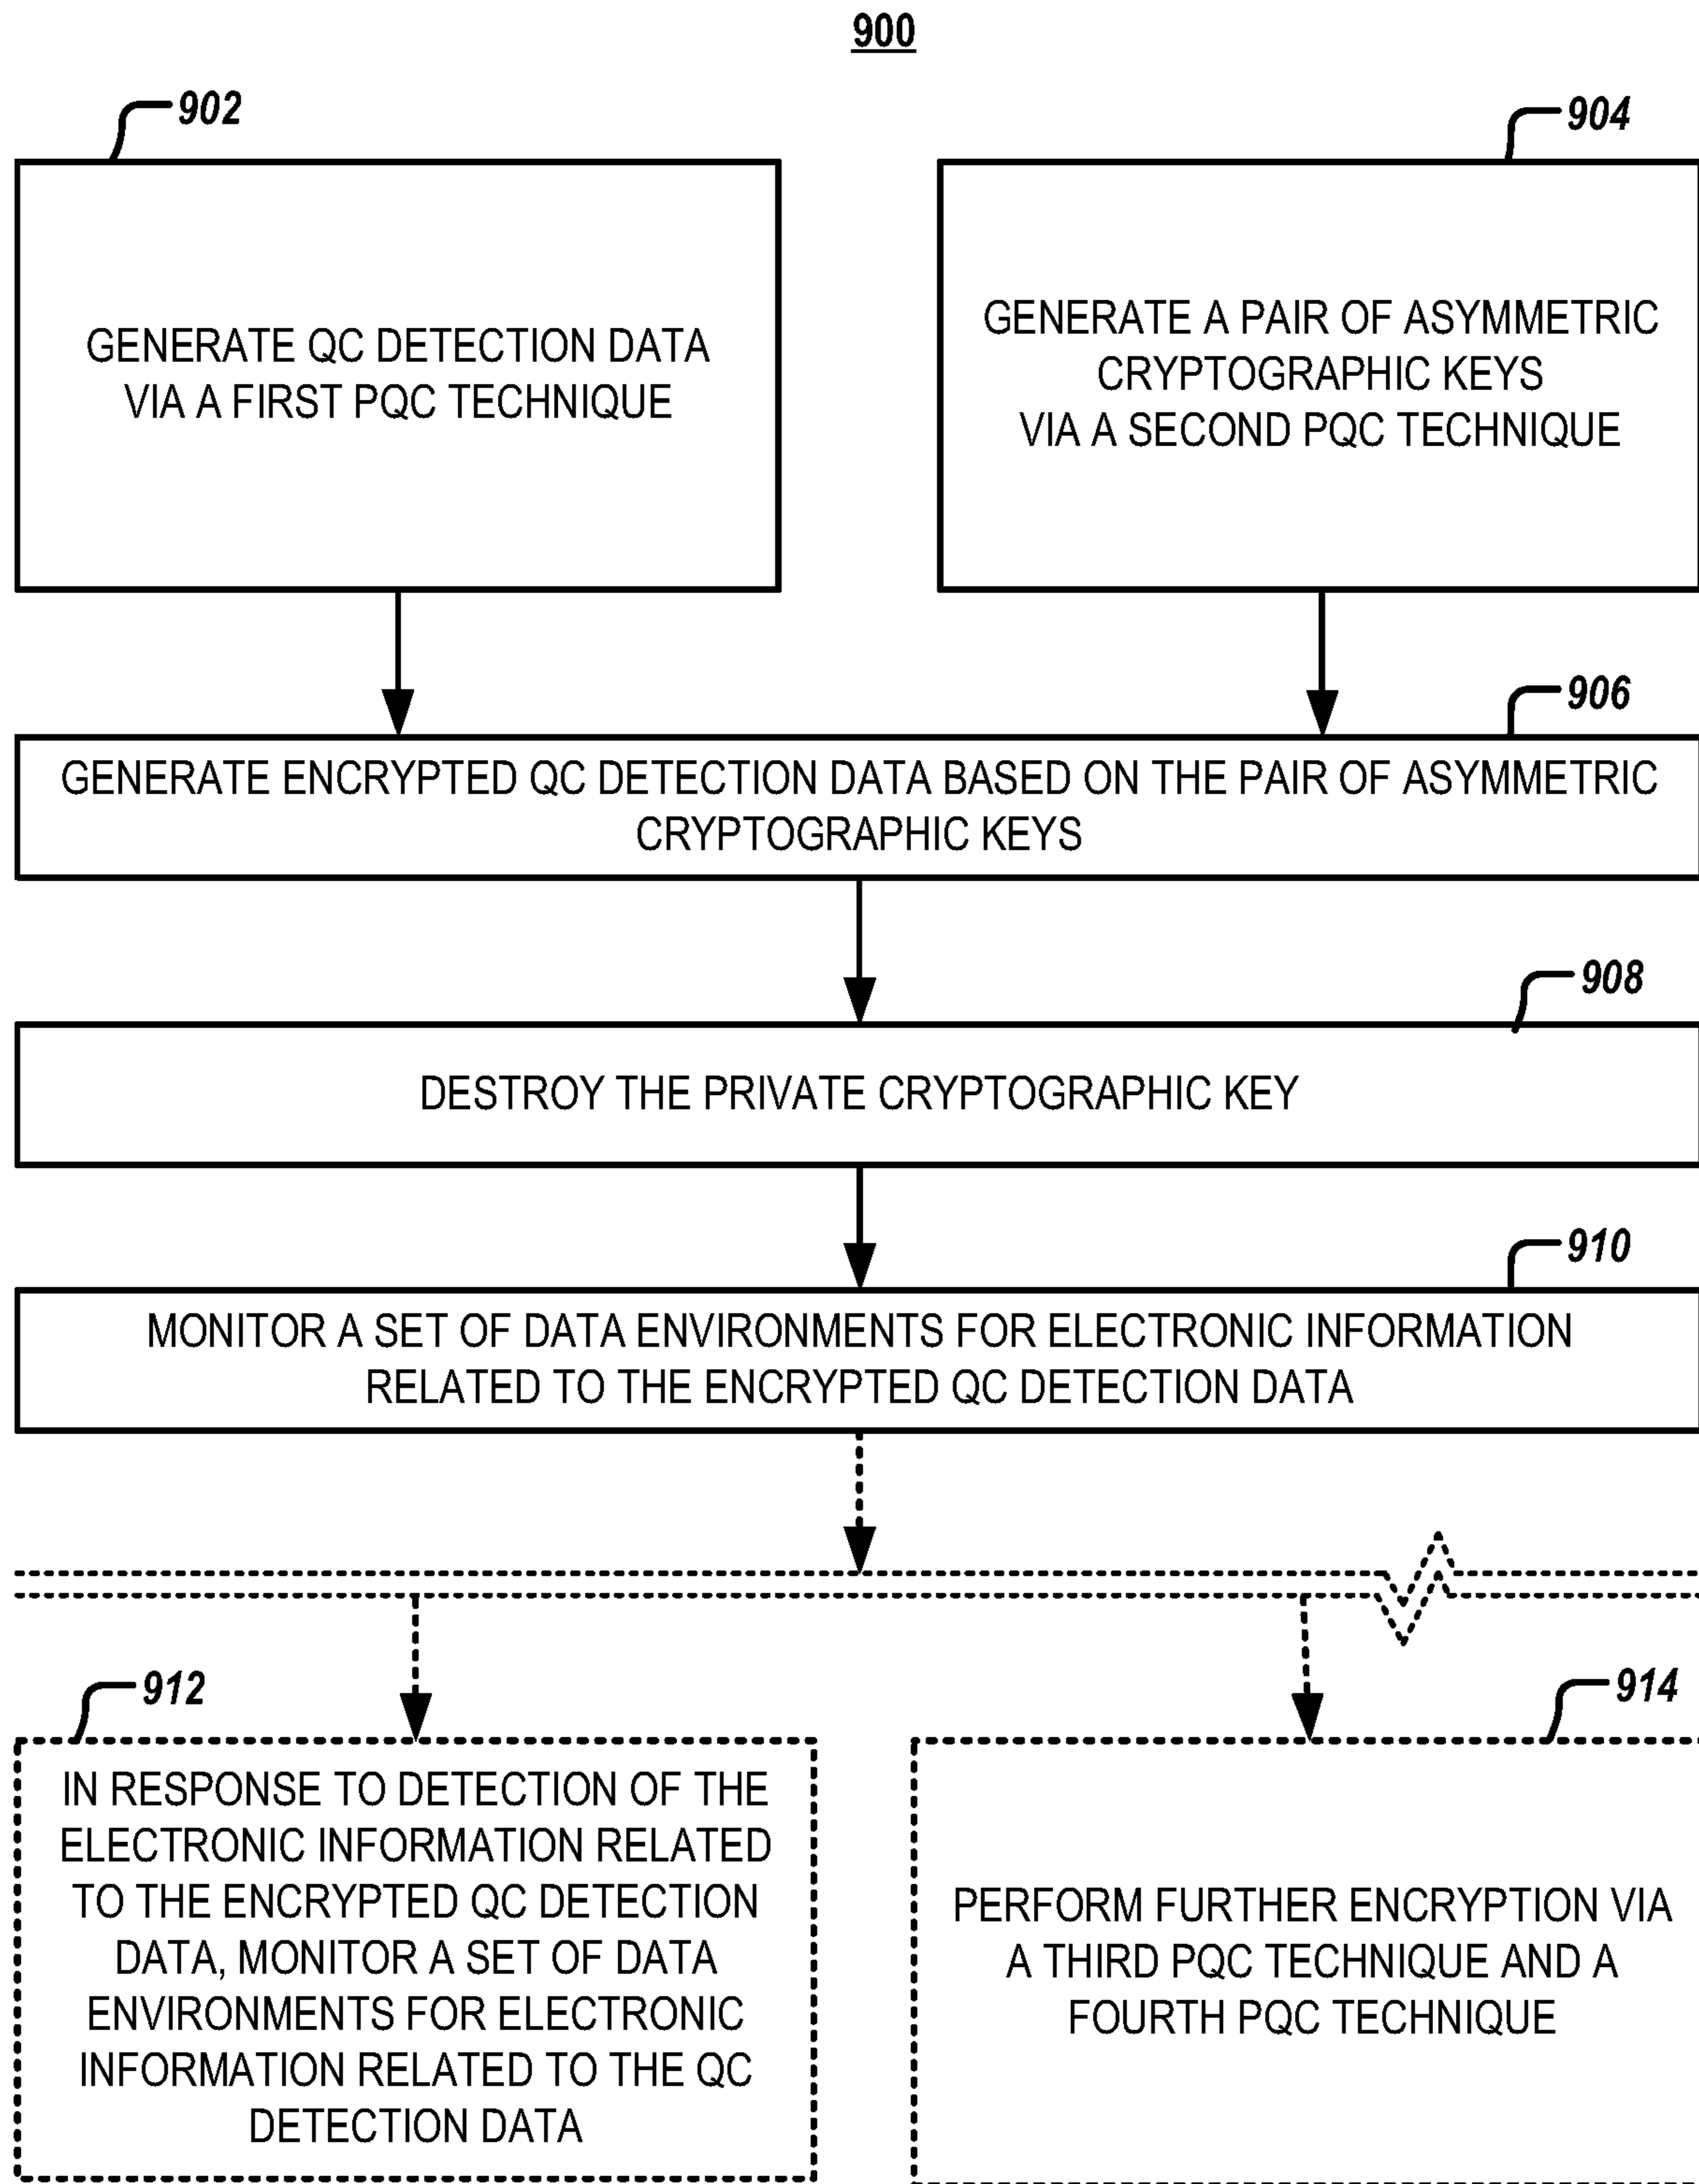 900
902
904
GENERATE QC DETECTION DATA
VIA A FIRST PQC TECHNIQUE
GENERATE A PAIR OF ASYMMETRIC
CRYPTOGRAPHIC KEYS
VIA A SECOND PQC TECHNIQUE
906
GENERATE ENCRYPTED QC DETECTION DATA BASED ON THE PAIR OF ASYMMETRIC
CRYPTOGRAPHIC KEYS
908
DESTROY THE PRIVATE CRYPTOGRAPHIC KEY
910
MONITOR A SET OF DATA ENVIRONMENTS FOR ELECTRONIC INFORMATION
RELATED TO THE ENCRYPTED QC DETECTION DATA
912
914
IN RESPONSE TO DETECTION OF THE
ELECTRONIC INFORMATION RELATED
TO THE ENCRYPTED QC DETECTION
DATA, MONITOR A SET OF DATA
ENVIRONMENTS FOR ELECTRONIC
INFORMATION RELATED TO THE QC
DETECTION DATA
PERFORM FURTHER ENCRYPTION VIA
A THIRD PQC TECHNIQUE AND A
FOURTH PQC TECHNIQUE